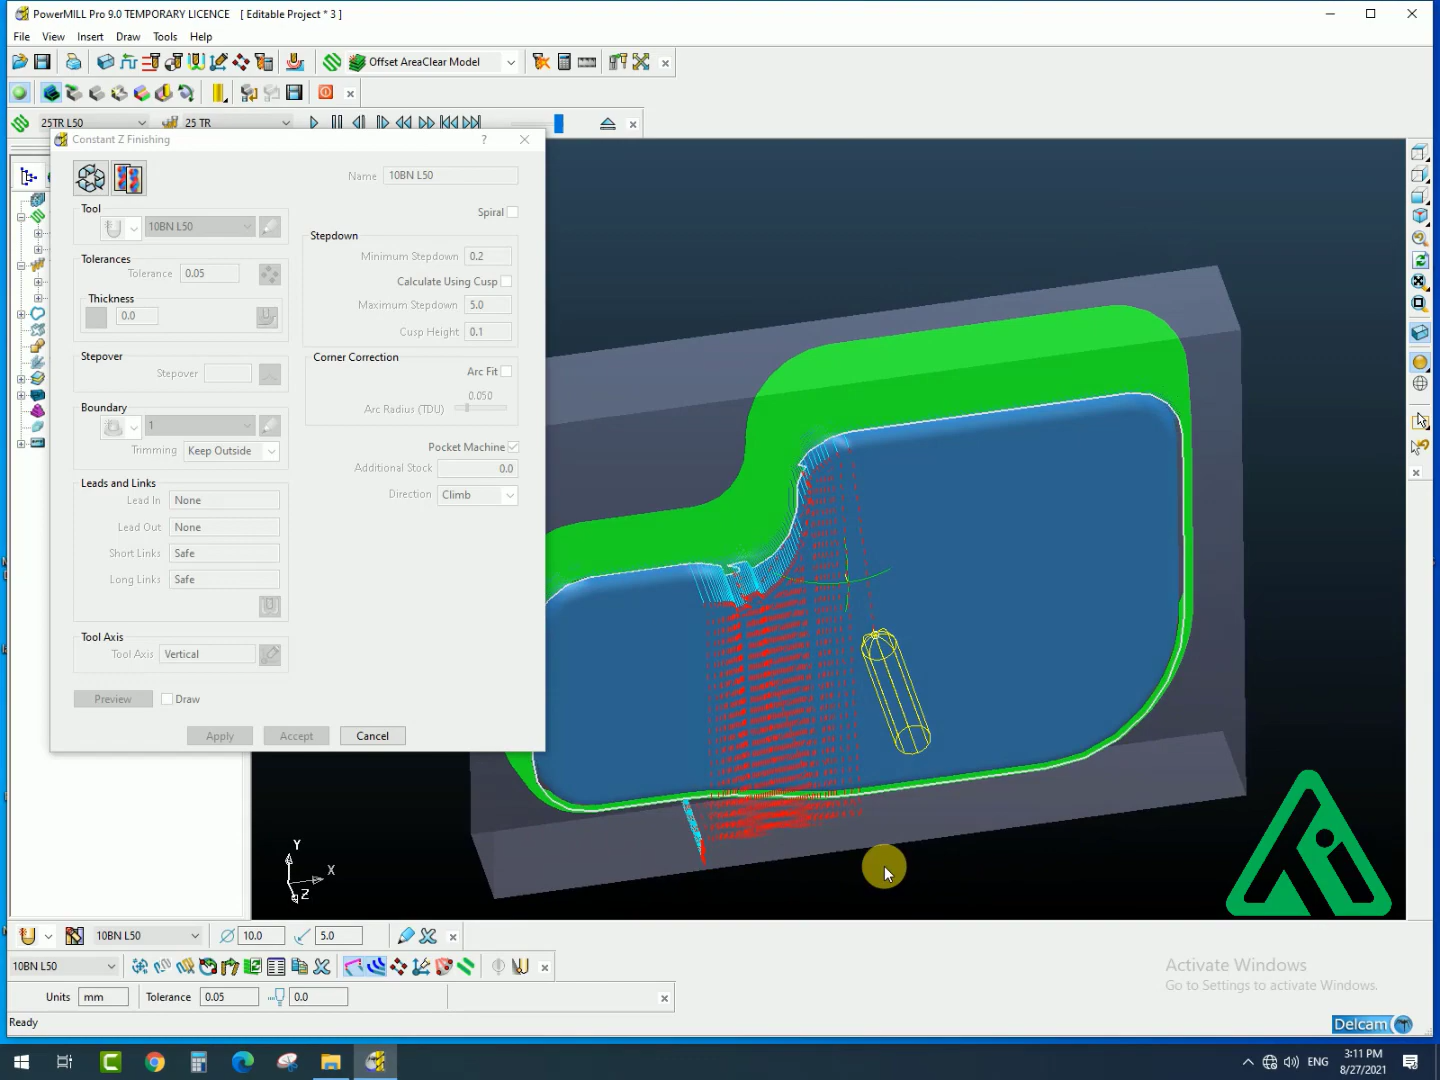 PowerMILL Pro 9.0 TEMPORARY LICENCE [ Editable Project * 3 ]
File View Insert Draw Tools Help
Offset AreaClear Model
25TR L50 25 TR
Constant Z Finishing ?
Name 10BN L50
Spiral
Tool
10BN L50
Tolerances
Tolerance 0.05
Thickness
0.0
Stepover
Stepover
Boundary
1
Trimming Keep Outside
Leads and Links
Lead In None
Lead Out None
Short Links Safe
Long Links Safe
Tool Axis
Tool Axis Vertical
Preview Draw
Stepdown
Minimum Stepdown 0.2
Calculate Using Cusp
Maximum Stepdown 5.0
Cusp Height 0.1
Corner Correction
Arc Fit
0.050
Arc Radius (TDU)
Pocket Machine
Additional Stock 0.0
Direction Climb
Apply Accept Cancel
Y
X
Z
10BN L50 10.0 5.0
10BN L50
Units mm Tolerance 0.05 0.0
Ready
Activate Windows
Go to Settings to activate Windows.
Delcam
ENG
3:11 PM
8/27/2021